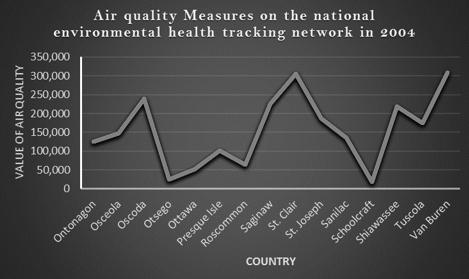 Air quality Measures on the national
environmental health tracking network in 2004
350,000
300,000
250,000
200,000
150,000
100,000
50,000
0
VALUE OF AIR QUALITY
Ontonagon
Osceola
Oscoda
Otsego
Ottawa
Presque Isle
Roscommon
Saginaw
St. Clair
St. Joseph
Sanilac
Schoolcraft
Shiawassee
Tuscola
Van Buren
COUNTRY